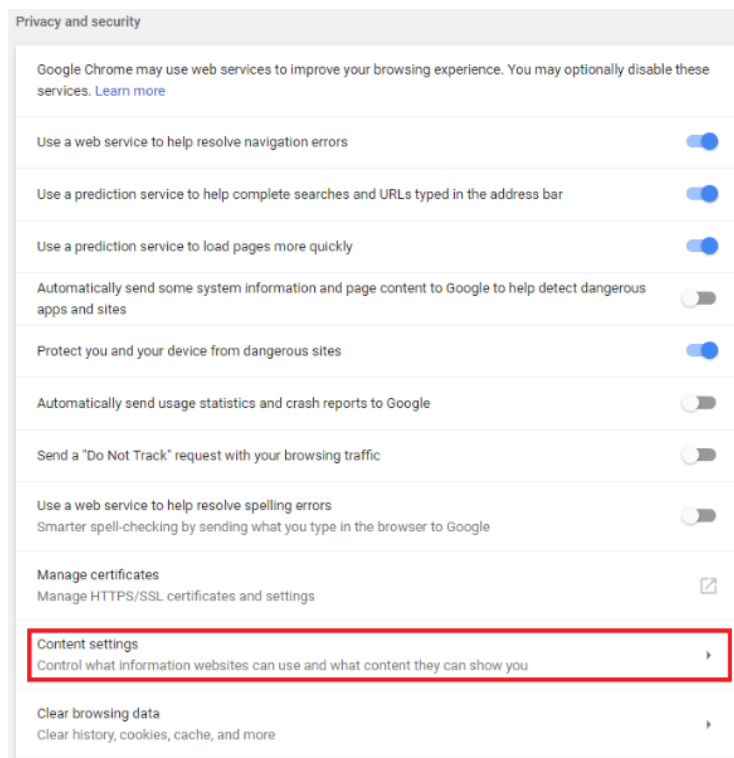 Privacy and security
Google Chrome may use web services to improve your browsing experience. You may optionally disable these
services. Learn more
Use a web service to help resolve navigation errors
Use a prediction service to help complete searches and URLs typed in the address bar
Use a prediction service to load pages more quickly
Automatically send some system information and page content to Google to help detect dangerous
apps and sites
Protect you and your device from dangerous sites
Automatically send usage statistics and crash reports to Google
Send a "Do Not Track" request with your browsing traffic
Use a web service to help resolve spelling errors
Smarter spell-checking by sending what you type in the browser to Google
Manage certificates
Manage HTTPS/SSL certificates and settings
Content settings
Control what information websites can use and what content they can show you
Clear browsing data
Clear history, cookies, cache, and more